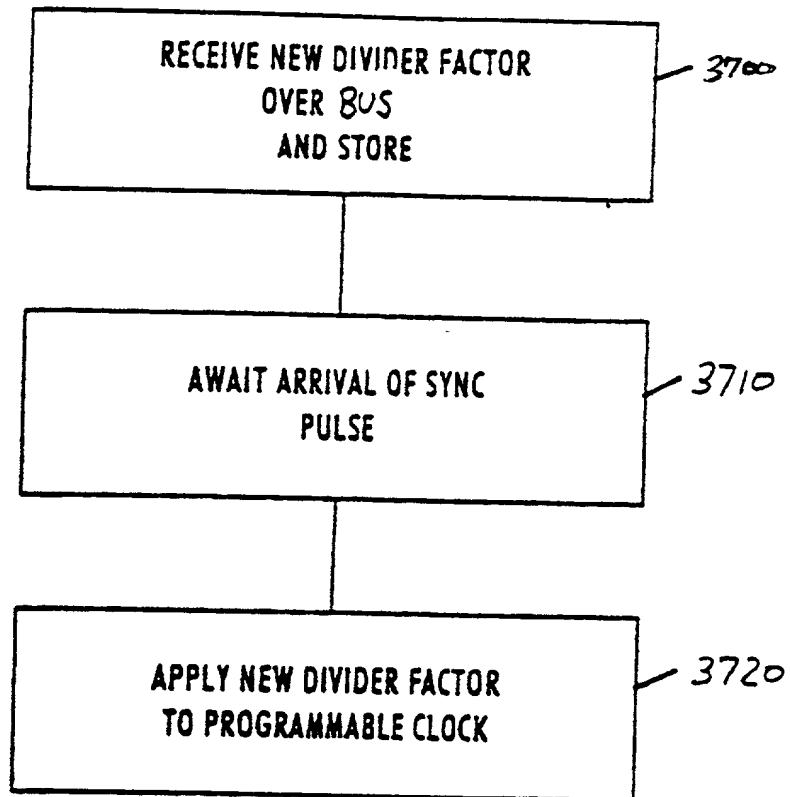 RECEIVE NEW DIVIDER FACTOR
OVER BUS
AND STORE
3700
AWAIT ARRIVAL OF SYNC
PULSE
3710
APPLY NEW DIVIDER FACTOR
TO PROGRAMMABLE CLOCK
3720